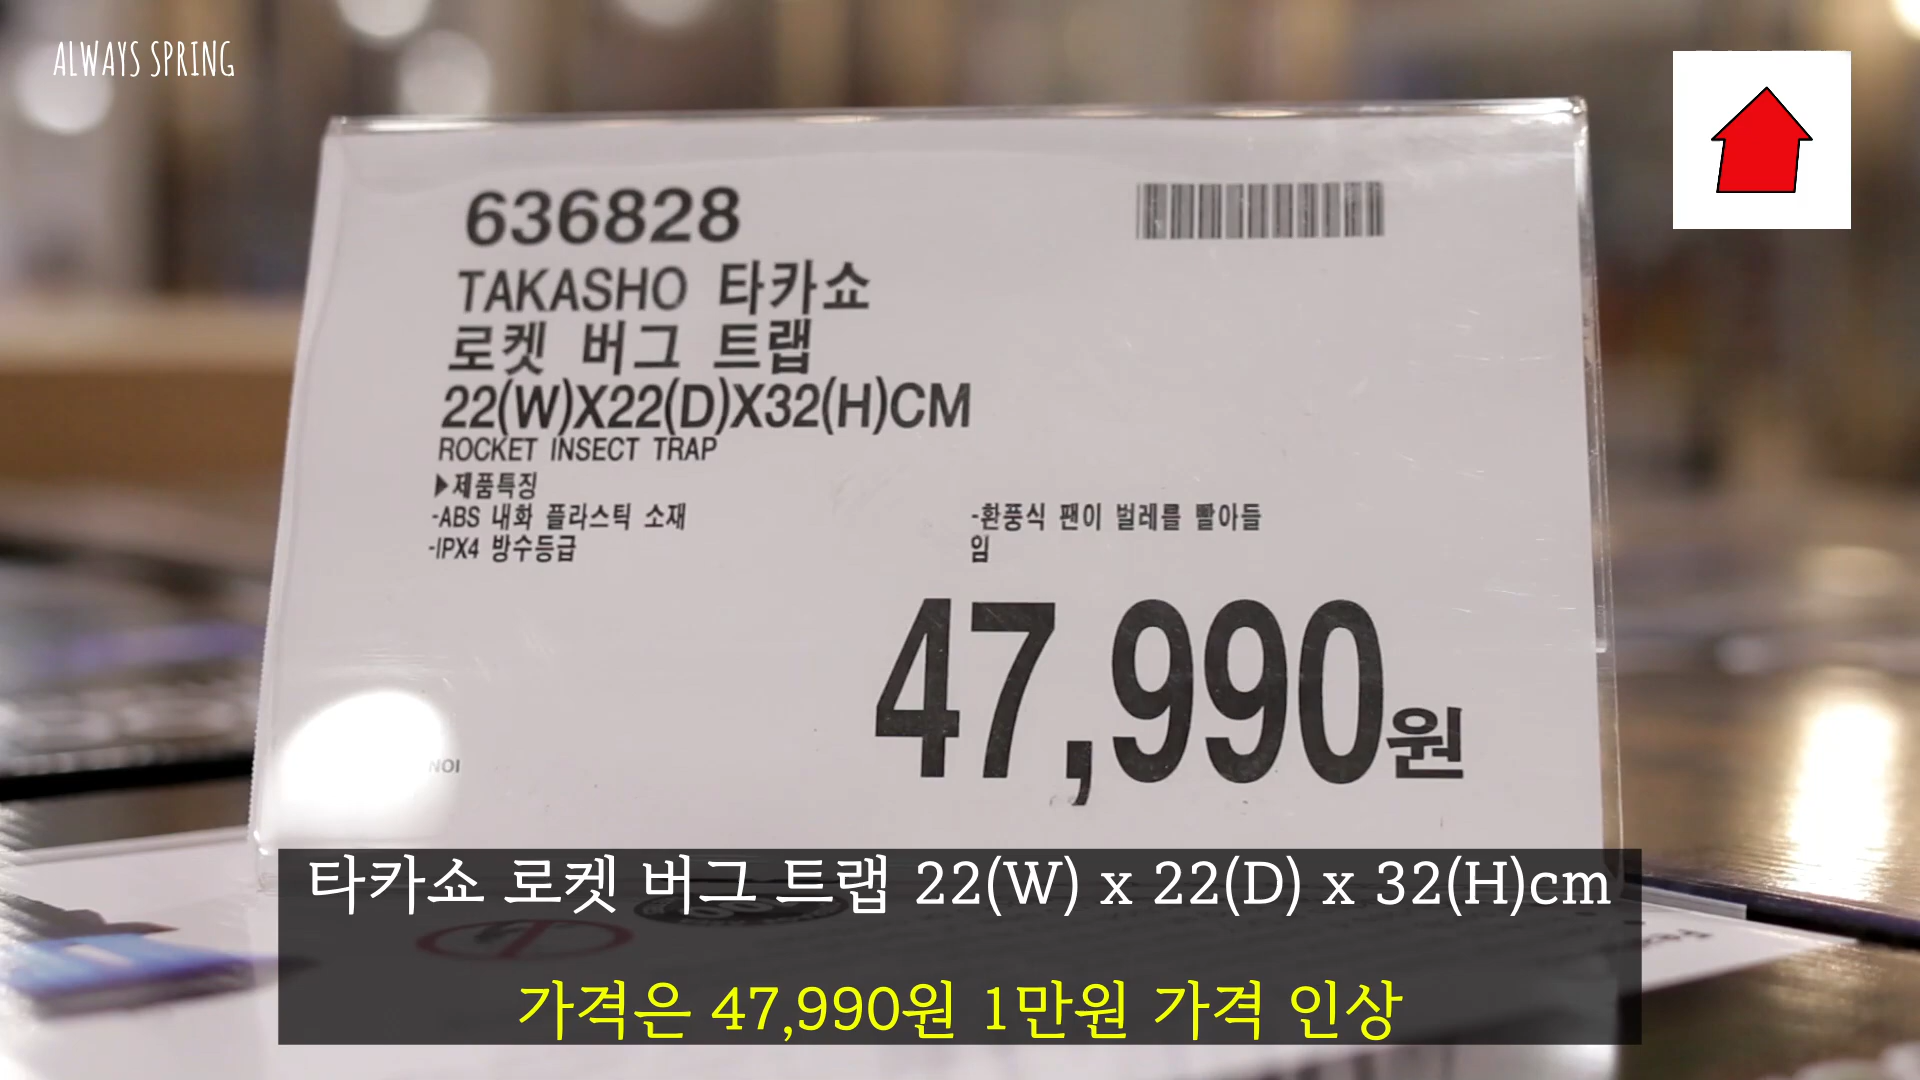 ALWAYS SPRING
636828
TAKASHO 타카쇼
로켓 버그 트랩
22(W)X22(D)X32(H)CM
ROCKET INSECT TRAP
▶제품특징
-ABS 내화 플라스틱 소재
-IPX4 방수등급
-환풍식 팬이 벌레를 빨아들
임
47,990원
NOI
타카쇼 로켓 버그 트랩 22(W) x 22(D) x 32(H)cm
가격은 47,990원 1만원 가격 인상